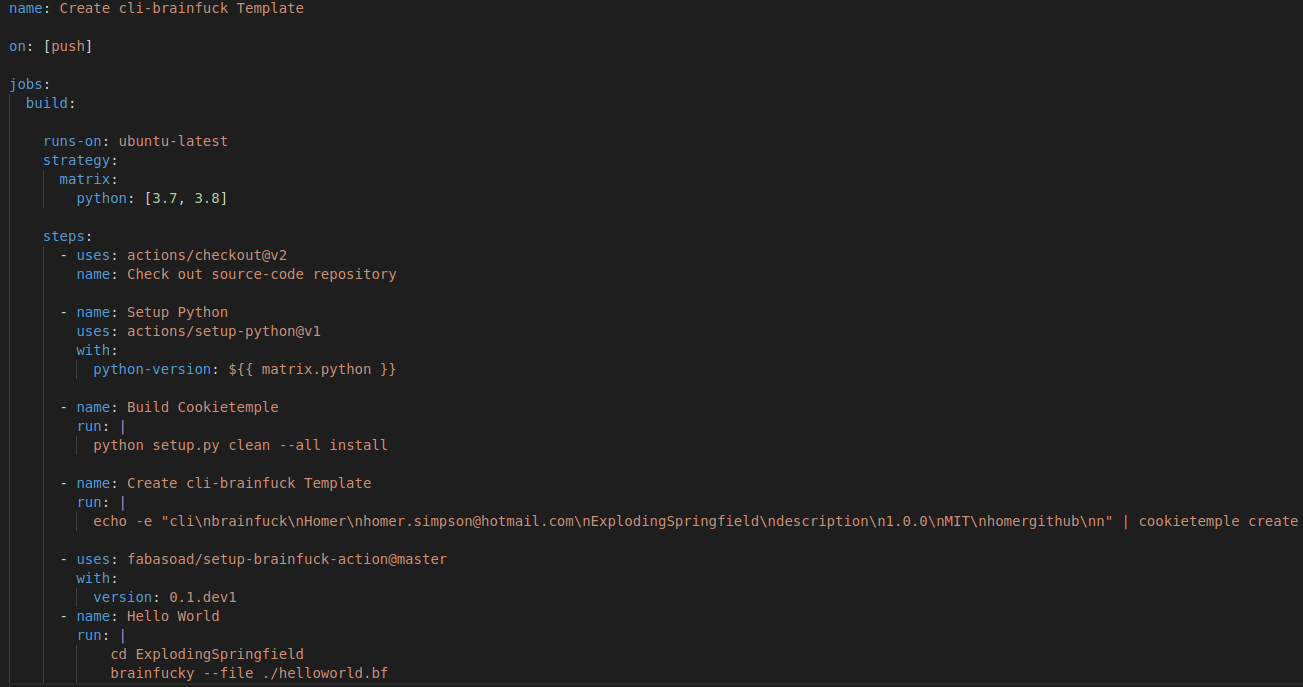 name: Create cli-brainfuck Template
on: [push]
jobs:
build:
runs-on: ubuntu-latest
strategy:
matrix:
python: [3.7, 3.8]
steps:
- uses: actions/checkout@v2
name: Check out source-code repository
- name: Setup Python
uses: actions/setup-python@v1
with:
python-version: ${{ matrix.python }}
- name: Build Cookietemple
run: |
python setup.py clean --all install
- name: Create cli-brainfuck Template
run: |
echo -e "cli\nbrainfuck\nHomer\nhomer.simpson@hotmail.com\nExplodingSpringfield\ndescription\n1.0.0\nMIT\nhomergithub\nn" | cookietemple create
- uses: fabasoad/setup-brainfuck-action@master
with:
version: 0.1.dev1
- name: Hello World
run: |
cd ExplodingSpringfield
brainfucky --file ./helloworld.bf